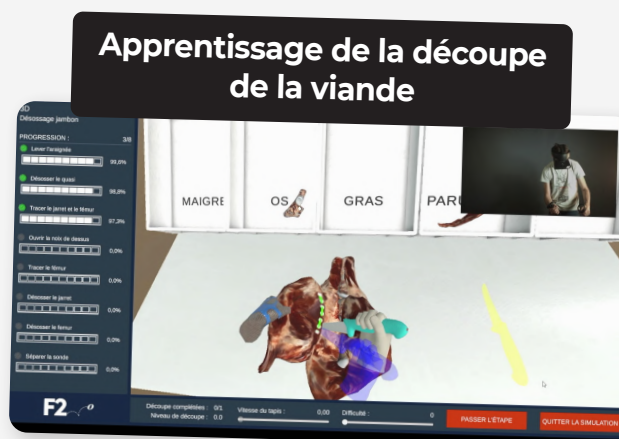 Apprentissage de la découpe
de la viande
3D
Désossage jambon
PROGRESSION : 3/8
Lever l'araignée
99,6%
Désosser le quasi
98,8%
Tracer le jarret et le fémur
97,3%
Ouvrir la noix de dessus
0,0%
Tracer le fémur
0,0%
Désosser le jarret
0,0%
Désosser le femur
0,0%
Séparer la sonde
0,0%
MAIGRE
OS
GRAS
PARU
F2
Découpe complétées : 0/1
Niveau de découpe : 0.0
Vitesse du tapis : 0,00
Difficulté : 0
PASSER L'ÉTAPE
QUITTER LA SIMULATION